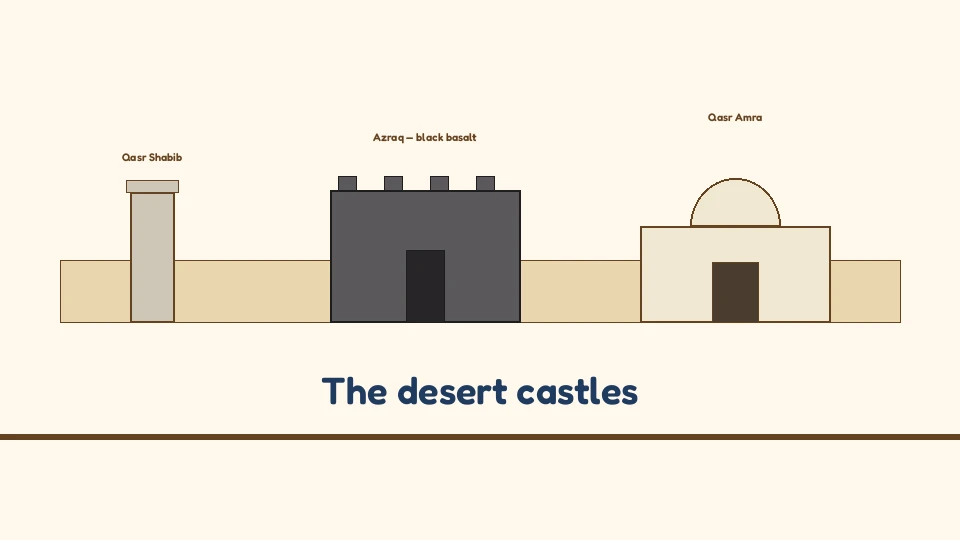 Qasr Shabib
Azraq – black basalt
Qasr Amra
The desert castles